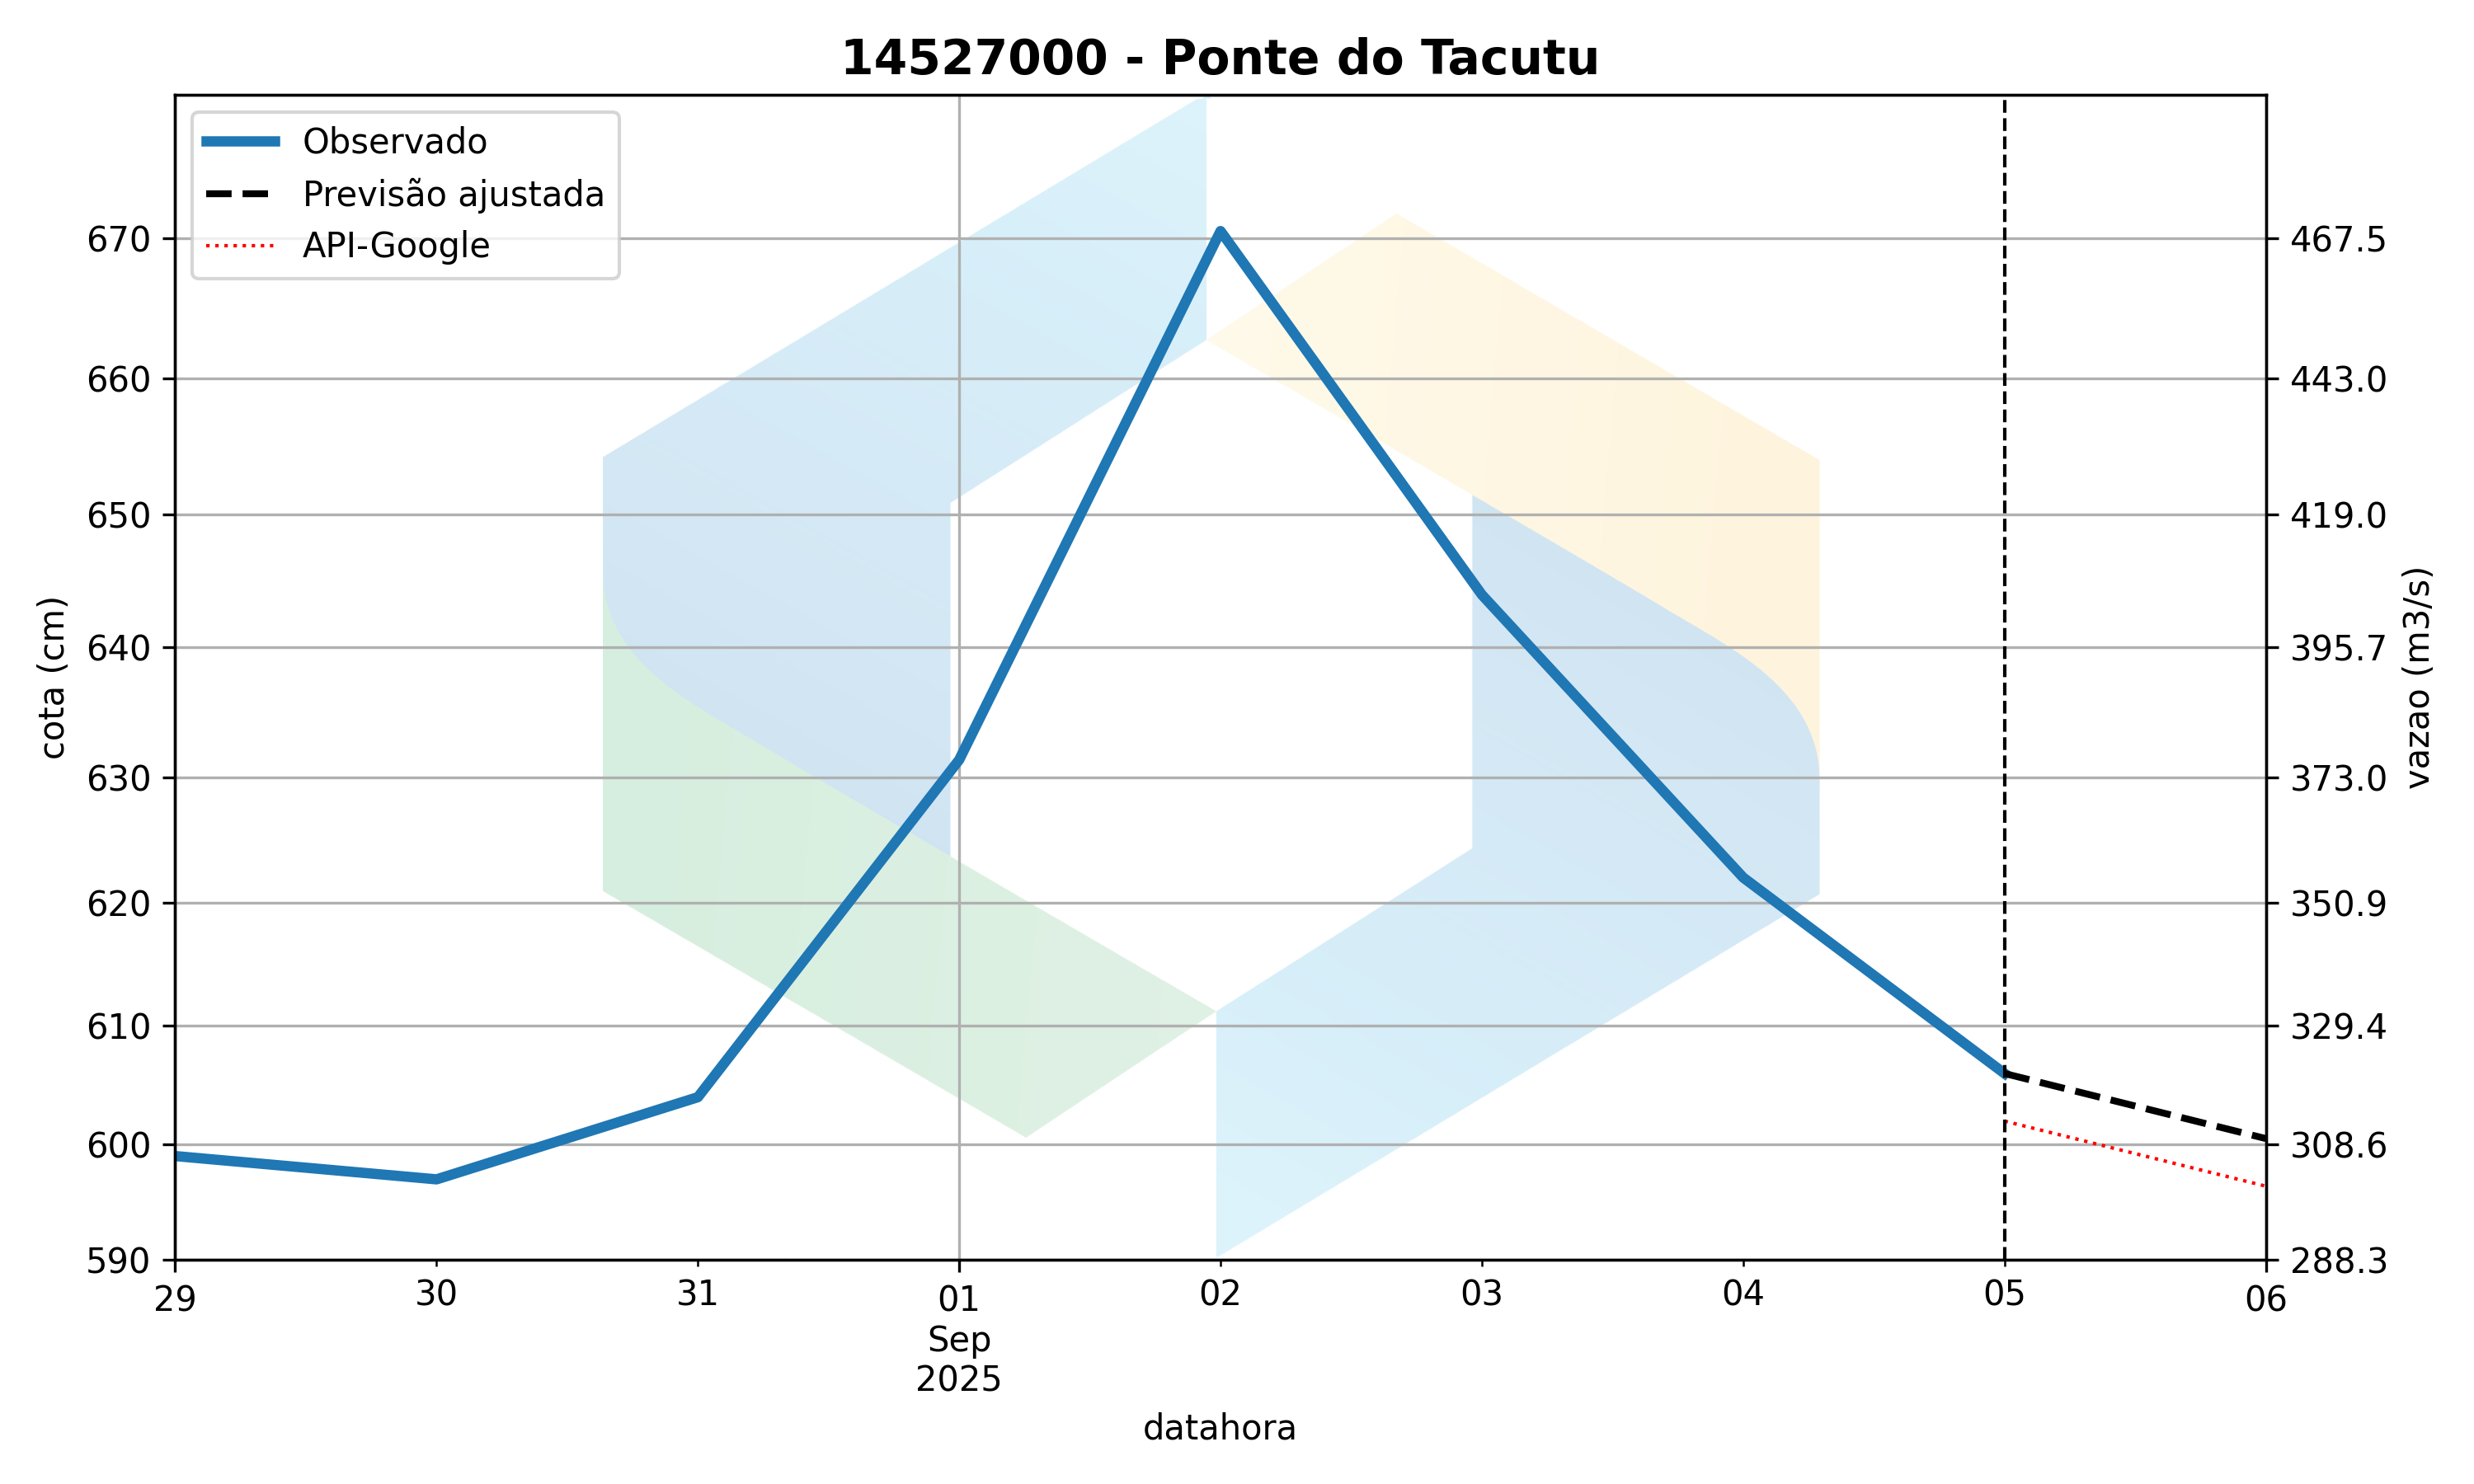 14527000 - Ponte do Tacutu
Observado
Previsão ajustada
API-Google
670
660
650
640
630
620
610
600
590
cota (cm)
467.5
443.0
419.0
395.7
373.0
350.9
329.4
308.6
288.3
vazao (m3/s)
29 30 31 01 02 03 04 05 06
Sep
2025
datahora